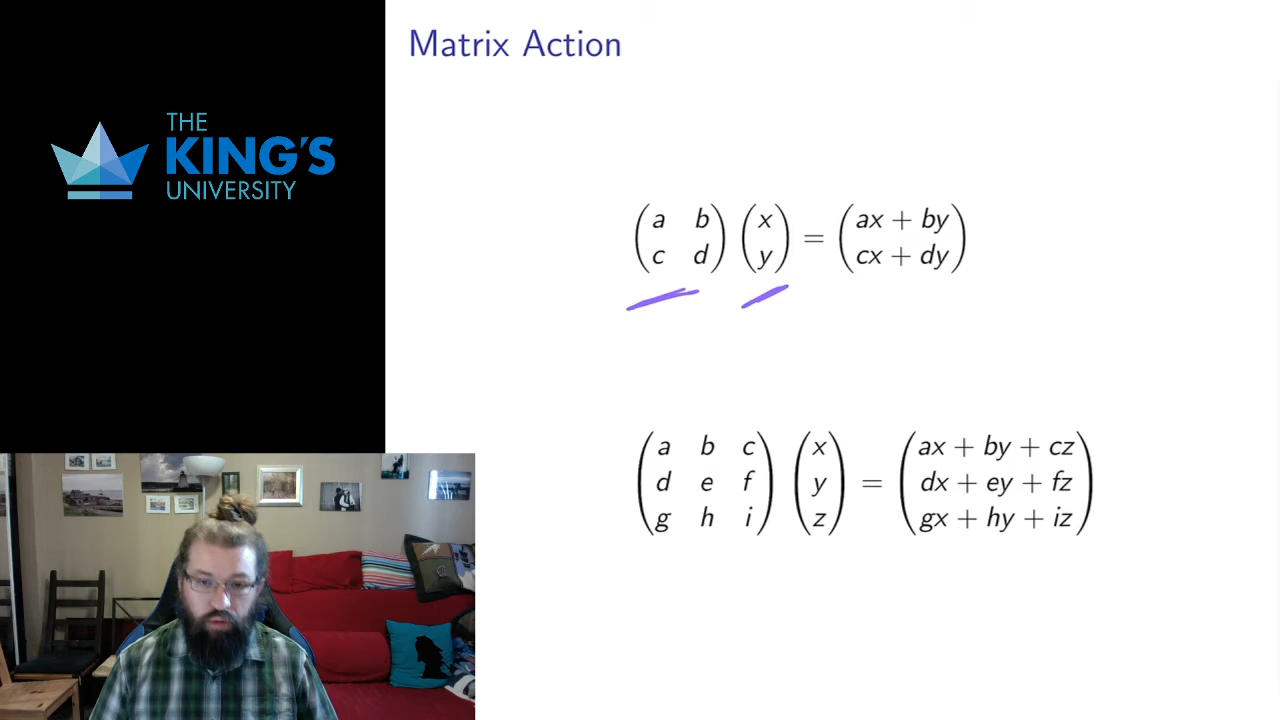 Matrix Action
THE
KING'S
UNIVERSITY
(a b) (x) = (ax + by)
(c d) (y) (cx + dy)
(a b c) (x) = (ax + by + cz)
(d e f) (y) (dx + ey + fz)
(g h i) (z) (gx + hy + iz)